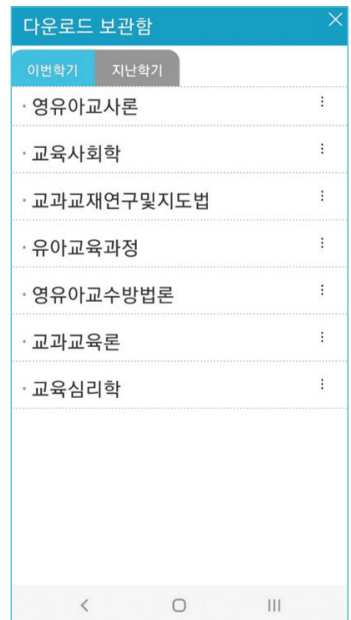 다운로드 보관함
이번학기 지난학기
· 영유아교사론
· 교육사회학
· 교과교재연구및지도법
· 유아교육과정
· 영유아교수방법론
· 교과교육론
· 교육심리학